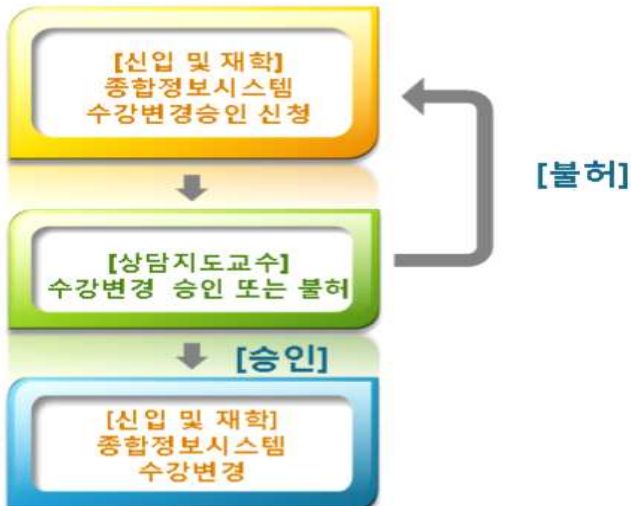 [신입 및 재학]
종합정보시스템
수강변경승인 신청
[불허]
[상담지도교수]
수강변경 승인 또는 불허
[승인]
[신입 및 재학]
종합정보시스템
수강변경